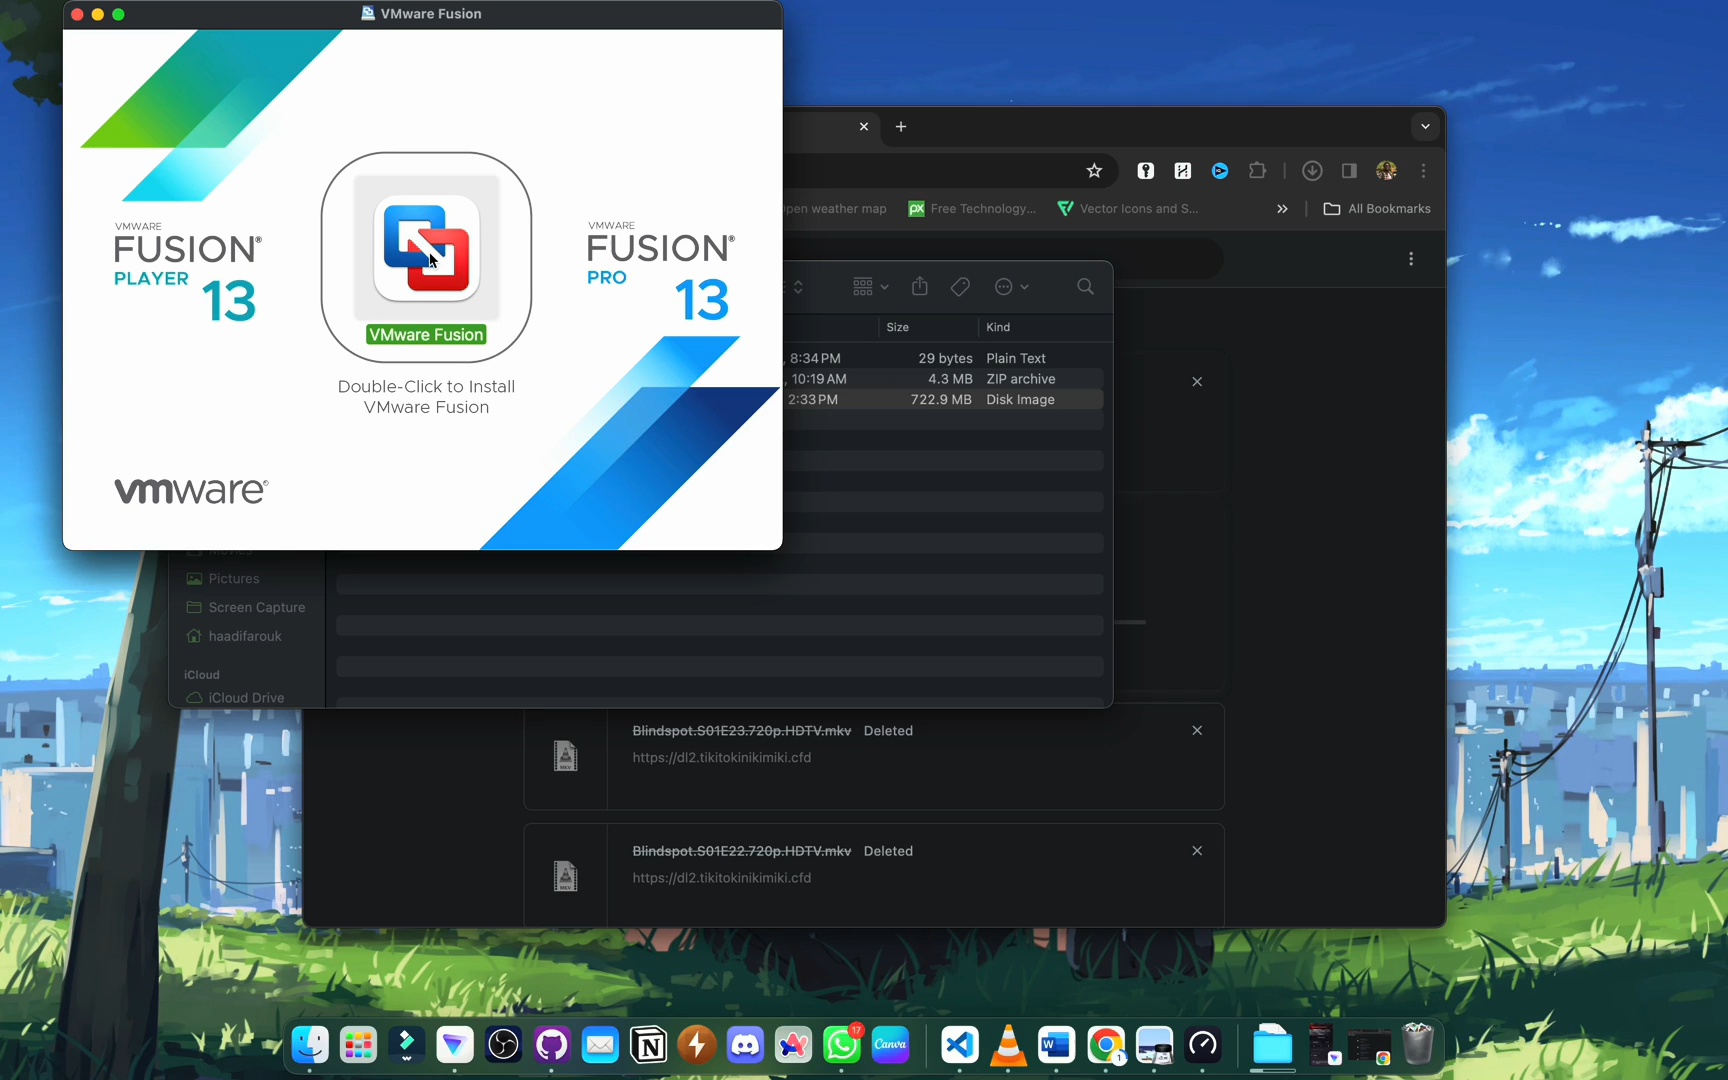 VMware Fusion
VMWARE
FUSION®
PLAYER 13
VMware Fusion
Double-Click to Install
VMware Fusion
VMWARE
FUSION®
PRO 13
vmware®
pen weather map
Free Technology...
Vector Icons and S...
»
All Bookmarks
Size
Kind
, 8:34 PM
29 bytes
Plain Text
, 10:19 AM
4.3 MB
ZIP archive
2:33 PM
722.9 MB
Disk Image
Pictures
Screen Capture
haadifarouk
iCloud
iCloud Drive
Blindspot.S01E23.720p.HDTV.mkv Deleted
https://dl2.tikitokinikimiki.cfd
MKV
Blindspot.S01E22.720p.HDTV.mkv Deleted
https://dl2.tikitokinikimiki.cfd
MKV
17
Canva
W
1